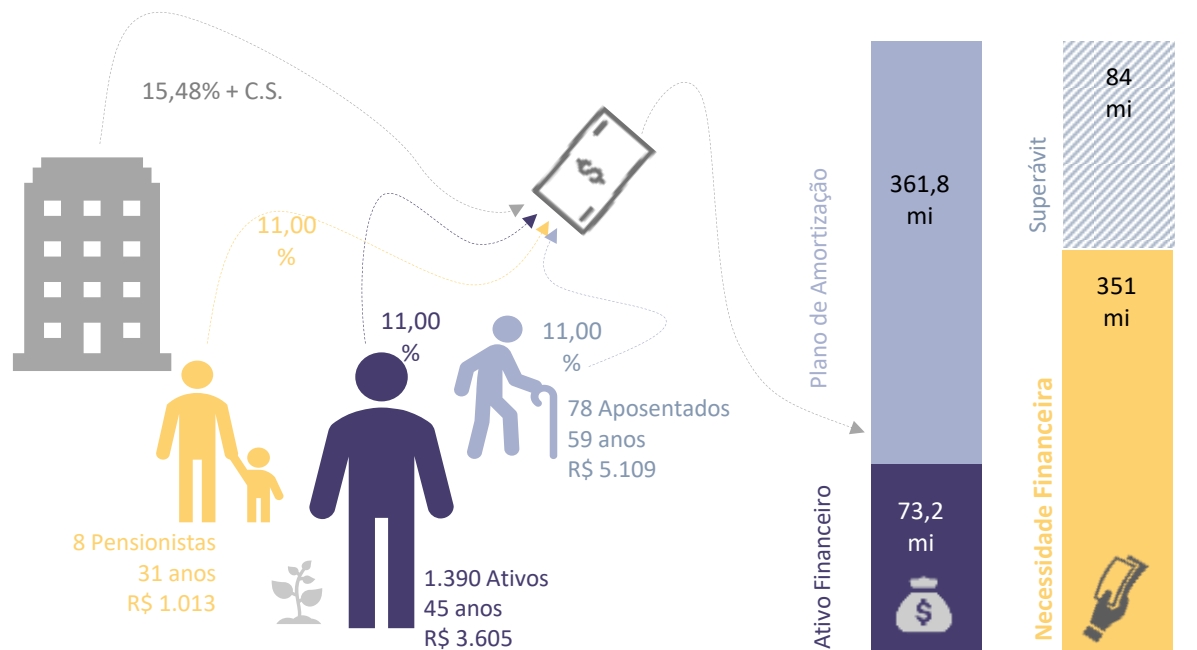 15,48% + C.S.
11,00
%
11,00
%
11,00
%
78 Aposentados
59 anos
R$ 5.109
8 Pensionistas
31 anos
R$ 1.013
1.390 Ativos
45 anos
R$ 3.605
Plano de Amortização
361,8
mi
Ativo Financeiro
73,2
mi
$
$
Superávit
84
mi
Necessidade Financeira
351
mi